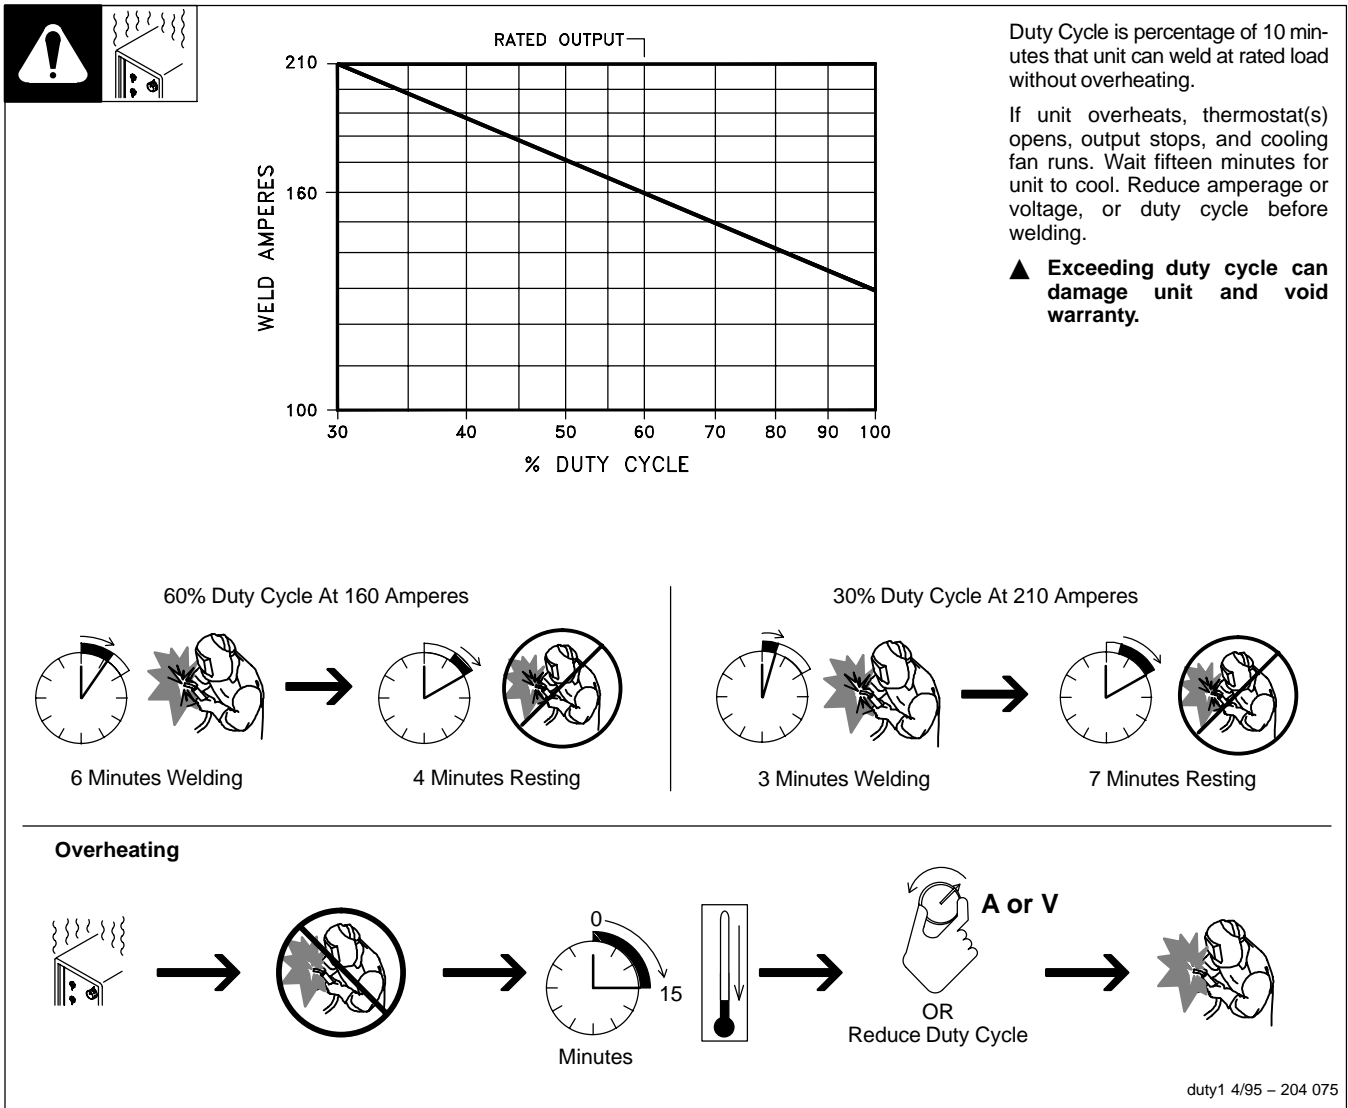 RATED OUTPUT
210
160
100
WELD AMPERES
30 40 50 60 70 80 90 100
% DUTY CYCLE
Duty Cycle is percentage of 10 min-
utes that unit can weld at rated load
without overheating.
If unit overheats, thermostat(s)
opens, output stops, and cooling
fan runs. Wait fifteen minutes for
unit to cool. Reduce amperage or
voltage, or duty cycle before
welding.
Exceeding duty cycle can
damage unit and void
warranty.
60% Duty Cycle At 160 Amperes
6 Minutes Welding
4 Minutes Resting
30% Duty Cycle At 210 Amperes
3 Minutes Welding
7 Minutes Resting
Overheating
0
15
Minutes
A or V
OR
Reduce Duty Cycle
duty1 4/95 – 204 075